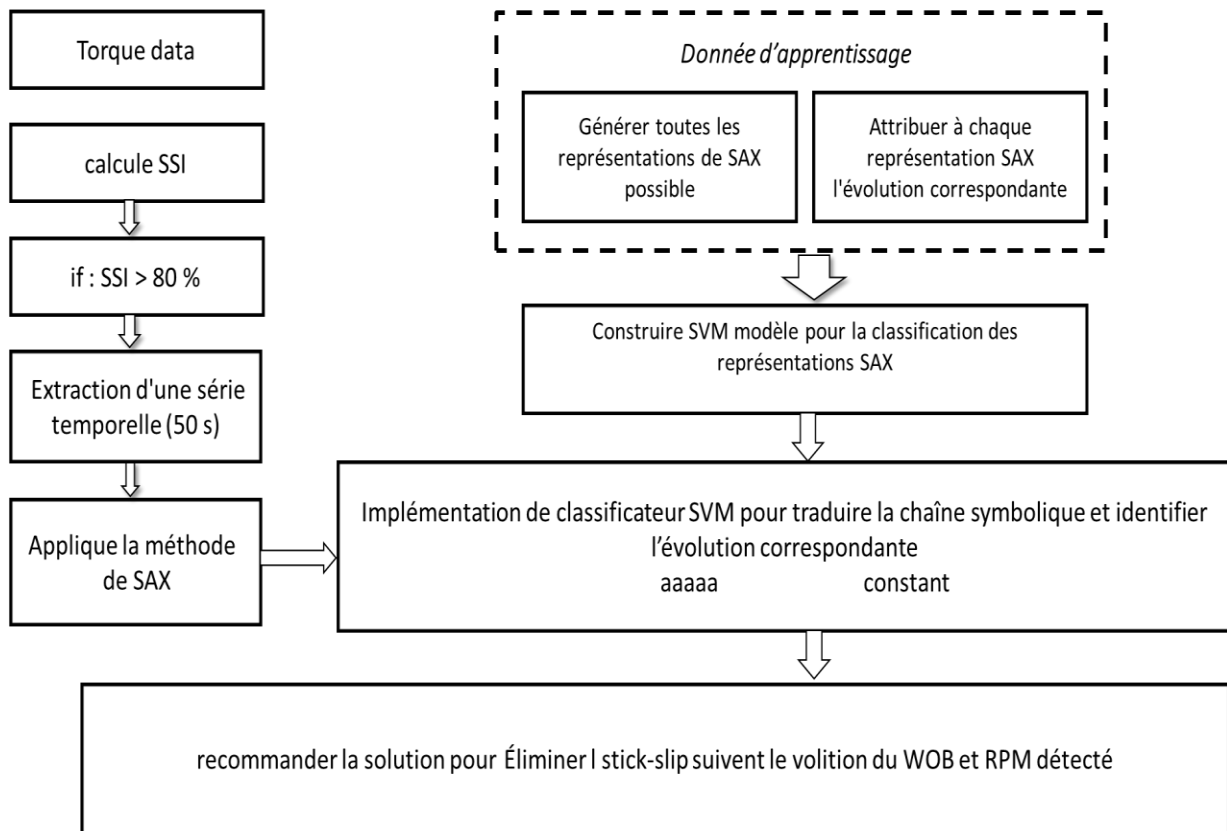 Torque data
calcule SSI
if : SSI > 80 %
Extraction d'une série
temporelle (50 s)
Applique la méthode
de SAX
Donnée d’apprentissage
Générer toutes les
représentations de SAX
possible
Attribuer à chaque
représentation SAX
l'évolution correspondante
Construire SVM modèle pour la classification des
représentations SAX
Implémentation de classificateur SVM pour traduire la chaîne symbolique et identifier
l’évolution correspondante
aaaaa constant
recommander la solution pour Éliminer l stick-slip suivent le volition du WOB et RPM détecté